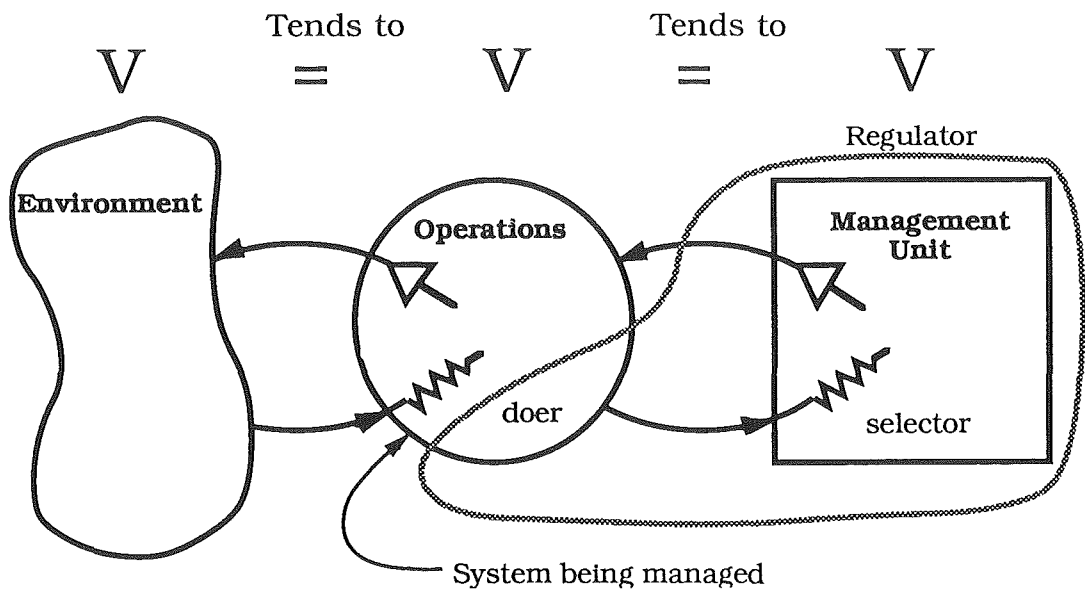 Tends to
Tends to
V = V = V
Regulator
Environment
Operations
Management
Unit
doer
selector
System being managed